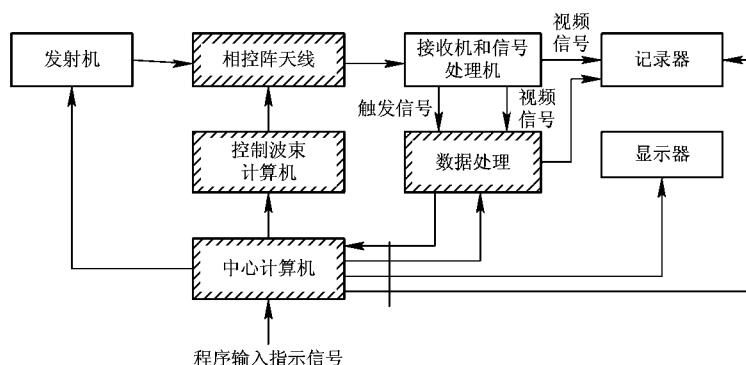 发射机
相控阵天线
接收机和信号
处理机
视频
信号
记录器
触发信号
视频
信号
控制波束
计算机
数据处理
显示器
中心计算机
程序输入指示信号